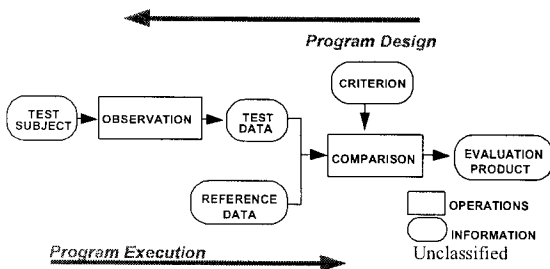 Program Design
CRITERION
TEST
SUBJECT
OBSERVATION
TEST
DATA
COMPARISON
EVALUATION
PRODUCT
REFERENCE
DATA
OPERATIONS
INFORMATION
Program Execution
Unclassified